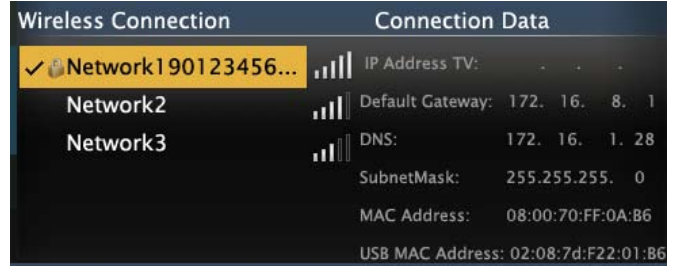 Wireless Connection
Connection Data
Network190123456...
IP Address TV: . . .
Network2
Default Gateway: 172. 16. 8. 1
Network3
DNS: 172. 16. 1. 28
SubnetMask: 255.255.255. 0
MAC Address: 08:00:70:FF:0A:B6
USB MAC Address: 02:08:7d:F22:01:B6